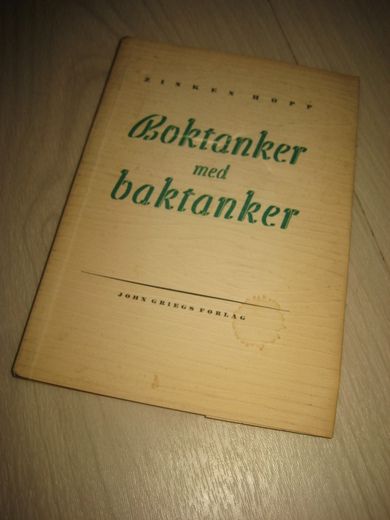 ZINKEN HOPP
Boktanker
med
baktanker
JOHN GRIEGS FORLAG